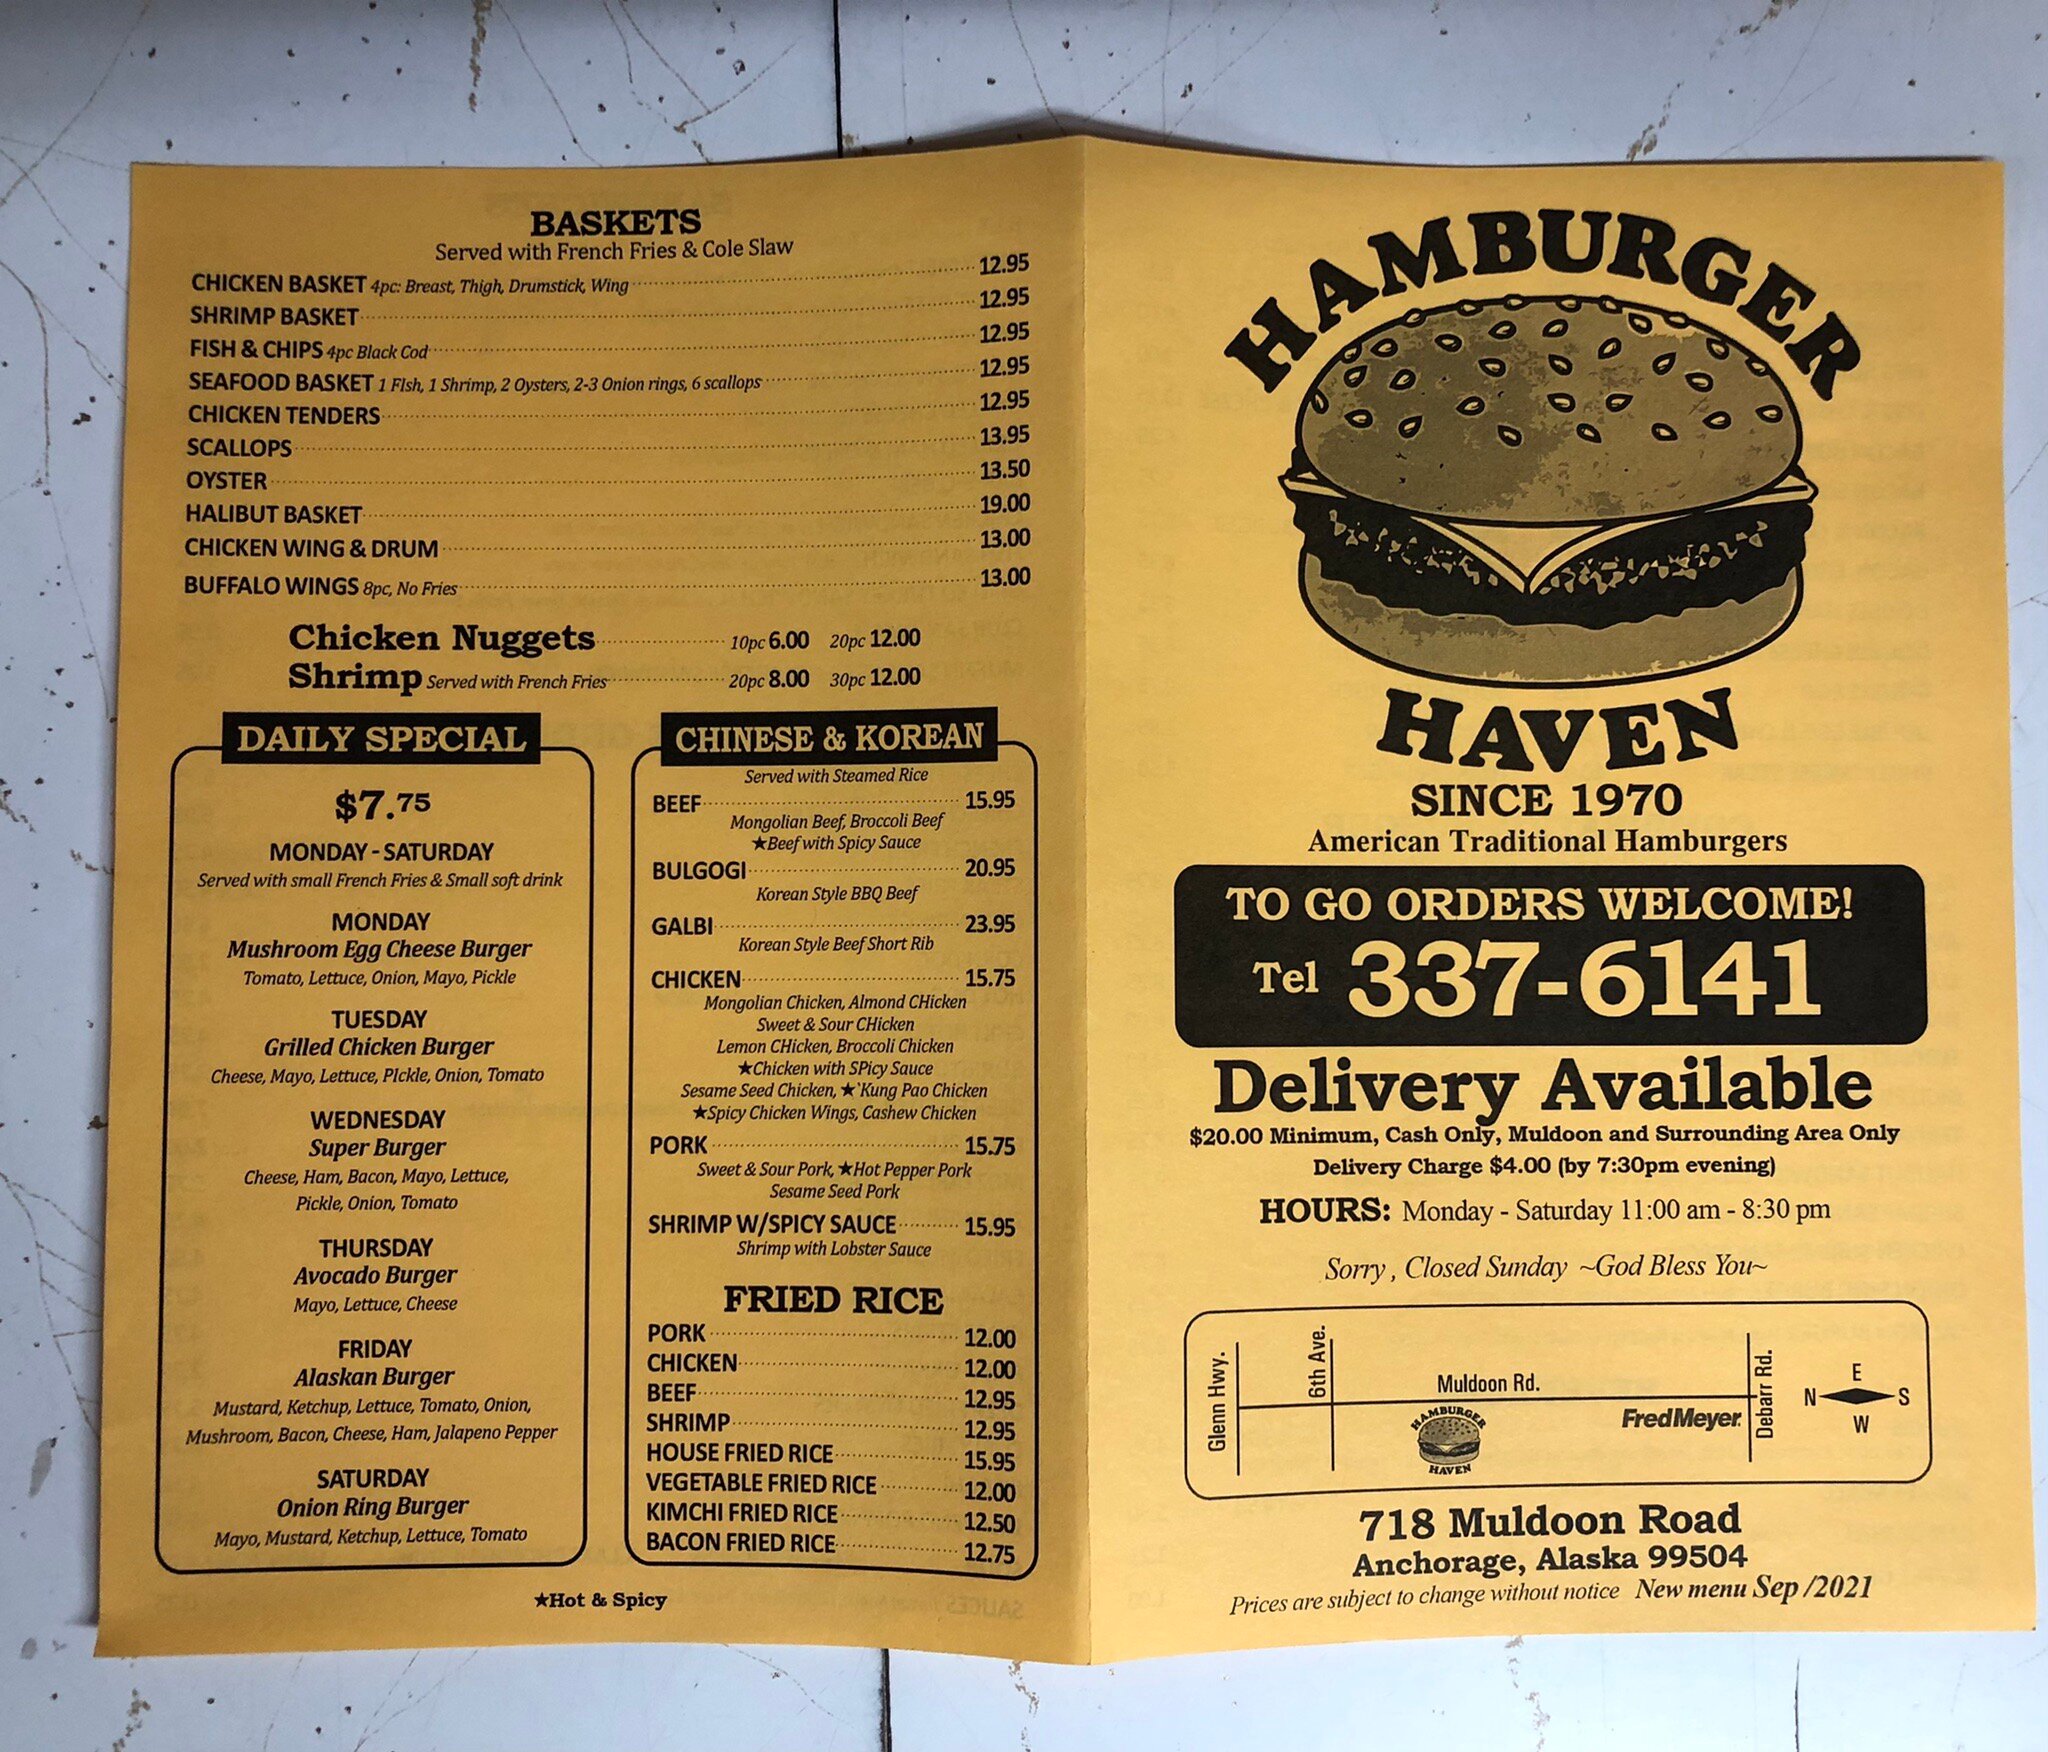 BASKETS
Served with French Fries & Cole Slaw
CHICKEN BASKET 4pc: Breast, Thigh, Drumstick, Wing 12.95
SHRIMP BASKET 12.95
FISH & CHIPS 4pc Black Cod 12.95
SEAFOOD BASKET 1 FIsh, 1 Shrimp, 2 Oysters, 2-3 Onion rings, 6 scallops 12.95
CHICKEN TENDERS 12.95
SCALLOPS 13.95
OYSTER 13.50
HALIBUT BASKET 19.00
CHICKEN WING & DRUM 13.00
BUFFALO WINGS 8pc, No Fries 13.00
Chicken Nuggets 10pc 6.00 20pc 12.00
Shrimp Served with French Fries 20pc 8.00 30pc 12.00
DAILY SPECIAL
$7.75
MONDAY - SATURDAY
Served with small French Fries & Small soft drink
MONDAY
Mushroom Egg Cheese Burger
Tomato, Lettuce, Onion, Mayo, Pickle
TUESDAY
Grilled Chicken Burger
Cheese, Mayo, Lettuce, PIckle, Onion, Tomato
WEDNESDAY
Super Burger
Cheese, Ham, Bacon, Mayo, Lettuce,
Pickle, Onion, Tomato
THURSDAY
Avocado Burger
Mayo, Lettuce, Cheese
FRIDAY
Alaskan Burger
Mustard, Ketchup, Lettuce, Tomato, Onion,
Mushroom, Bacon, Cheese, Ham, Jalapeno Pepper
SATURDAY
Onion Ring Burger
Mayo, Mustard, Ketchup, Lettuce, Tomato
CHINESE & KOREAN
Served with Steamed Rice
BEEF 15.95
Mongolian Beef, Broccoli Beef
★Beef with Spicy Sauce
BULGOGI 20.95
Korean Style BBQ Beef
GALBI 23.95
Korean Style Beef Short Rib
CHICKEN 15.75
Mongolian Chicken, Almond CHicken
Sweet & Sour CHicken
Lemon CHicken, Broccoli Chicken
★Chicken with SPicy Sauce
Sesame Seed Chicken, ★'Kung Pao Chicken
★Spicy Chicken Wings, Cashew Chicken
PORK 15.75
Sweet & Sour Pork, ★Hot Pepper Pork
Sesame Seed Pork
SHRIMP W/SPICY SAUCE 15.95
Shrimp with Lobster Sauce
FRIED RICE
PORK 12.00
CHICKEN 12.00
BEEF 12.95
SHRIMP 12.95
HOUSE FRIED RICE 15.95
VEGETABLE FRIED RICE 12.00
KIMCHI FRIED RICE 12.50
BACON FRIED RICE 12.75
★Hot & Spicy
HAMBURGER
HAVEN
SINCE 1970
American Traditional Hamburgers
TO GO ORDERS WELCOME!
Tel 337-6141
Delivery Available
$20.00 Minimum, Cash Only, Muldoon and Surrounding Area Only
Delivery Charge $4.00 (by 7:30pm evening)
HOURS: Monday - Saturday 11:00 am - 8:30 pm
Sorry , Closed Sunday ~God Bless You~
Glenn Hwy.
6th Ave.
Muldoon Rd.
HAMBURGER
HAVEN
FredMeyer.
Debarr Rd.
E
N S
W
718 Muldoon Road
Anchorage, Alaska 99504
Prices are subject to change without notice New menu Sep /2021